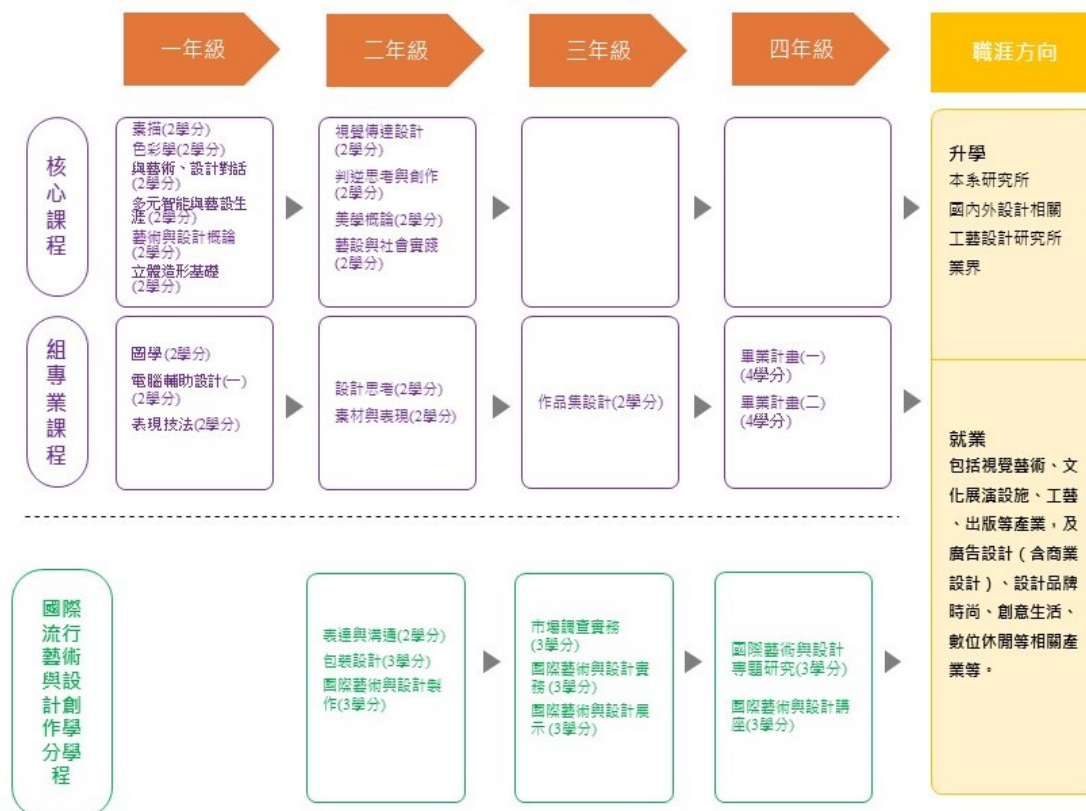 一年級
二年級
三年級
四年級
職涯方向
核
心
課
程
素描(2學分)
色彩學(2學分)
與藝術、設計對話
(2學分)
多元智能與藝設生
涯(2學分)
藝術與設計概論
(2學分)
立體造形基礎
(2學分)
視覺傳達設計
(2學分)
判逆思考與創作
(2學分)
美學概論(2學分)
藝設與社會實踐
(2學分)
升學
本系研究所
國內外設計相關
工藝設計研究所
業界
組
專
業
課
程
圖學(2學分)
電腦輔助設計(一)
(2學分)
表現技法(2學分)
設計思考(2學分)
素材與表現(2學分)
作品集設計(2學分)
畢業計畫(一)
(4學分)
畢業計畫(二)
(4學分)
就業
包括視覺藝術、文
化展演設施、工藝
、出版等產業，及
廣告設計（含商業
設計）、設計品牌
時尚、創意生活、
數位休閒等相關產
業等。
國際
流行
藝術
與設
計創
作學
分學
程
表達與溝通(2學分)
包裝設計(3學分)
國際藝術與設計製
作(3學分)
市場調查實務
(3學分)
國際藝術與設計實
務(3學分)
國際藝術與設計展
示(3學分)
國際藝術與設計
專題研究(3學分)
國際藝術與設計講
座(3學分)